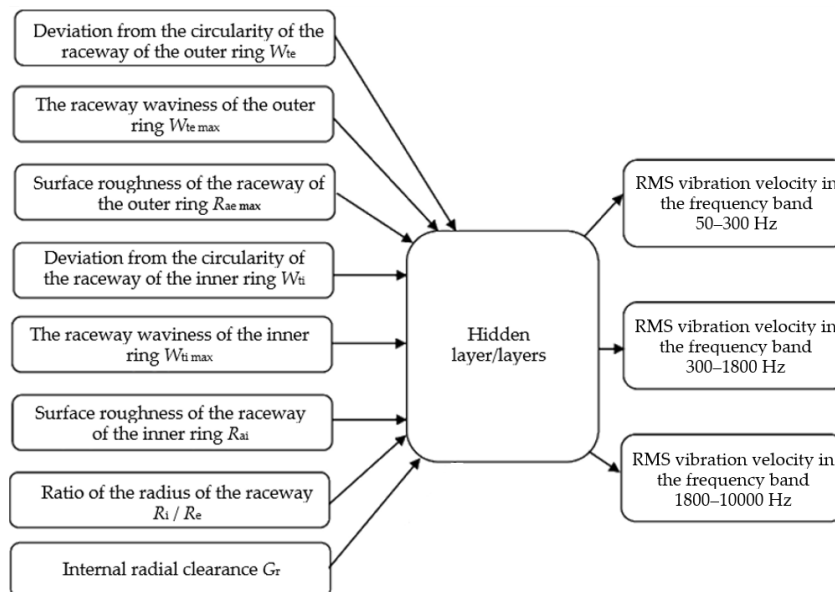 Deviation from the circularity of the
raceway of the outer ring Wte
The raceway waviness of the outer
ring Wte max
Surface roughness of the raceway of
the outer ring Rae max
Deviation from the circularity of
the raceway of the inner ring Wti
The raceway waviness of the inner
ring Wti max
Surface roughness of the raceway
of the inner ring Rai
Ratio of the radius of the raceway
Ri / Re
Internal radial clearance Gr
Hidden
layer/layers
RMS vibration velocity in
the frequency band
50–300 Hz
RMS vibration velocity in
the frequency band
300–1800 Hz
RMS vibration velocity in
the frequency band
1800–10000 Hz